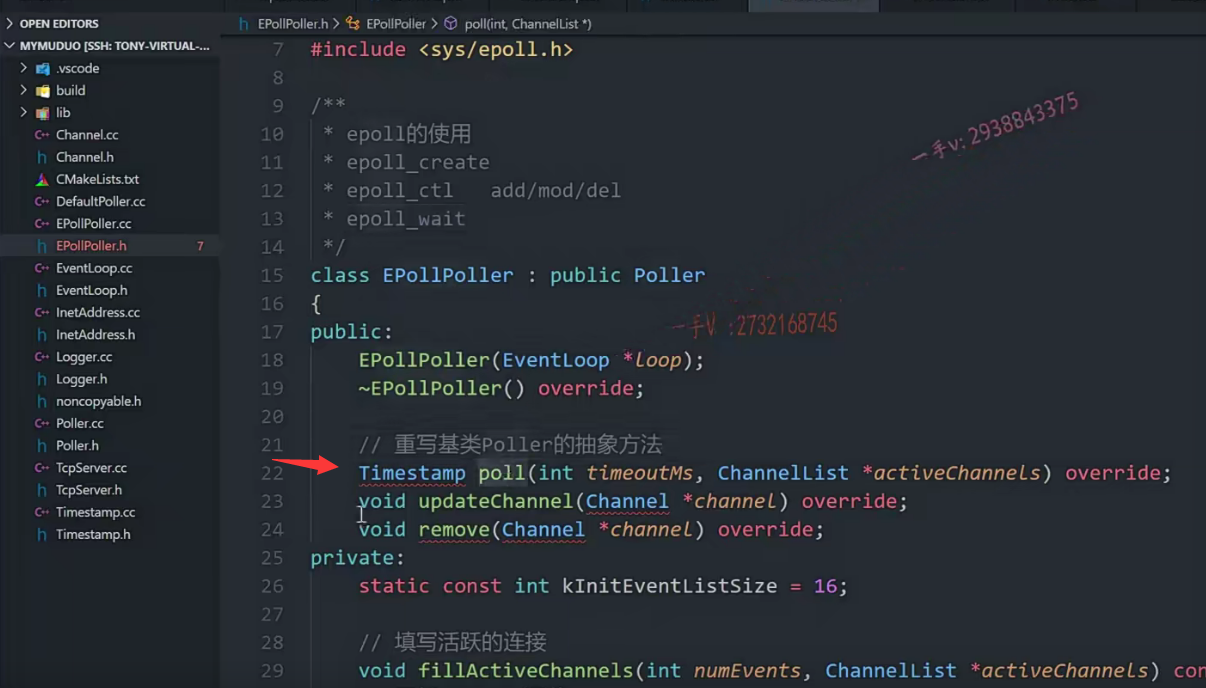 OPEN EDITORS
MYMUDUO [SSH: TONY-VIRTUAL-...
.vscode
build
lib
Channel.cc
Channel.h
CMakeLists.txt
DefaultPoller.cc
EPollPoller.cc
EPollPoller.h 7
EventLoop.cc
EventLoop.h
InetAddress.cc
InetAddress.h
Logger.cc
Logger.h
noncopyable.h
Poller.cc
Poller.h
TcpServer.cc
TcpServer.h
Timestamp.cc
Timestamp.h
EPollPoller.h > EPollPoller > poll(int, ChannelList *)
7 #include <sys/epoll.h>
8
9 /**
10 * epoll的使用
11 * epoll_create
12 * epoll_ctl add/mod/del
13 * epoll_wait
14 */
15 class EPollPoller : public Poller
16 {
17 public:
18 EPollPoller(EventLoop *loop);
19 ~EPollPoller() override;
20
21 // 重写基类Poller的抽象方法
22 Timestamp poll(int timeoutMs, ChannelList *activeChannels) override;
23 void updateChannel(Channel *channel) override;
24 void remove(Channel *channel) override;
25 private:
26 static const int kInitEventListSize = 16;
27
28 // 填写活跃的连接
29 void fillActiveChannels(int numEvents, ChannelList *activeChannels) con
一手v: 2938843375
一手V :2732168745